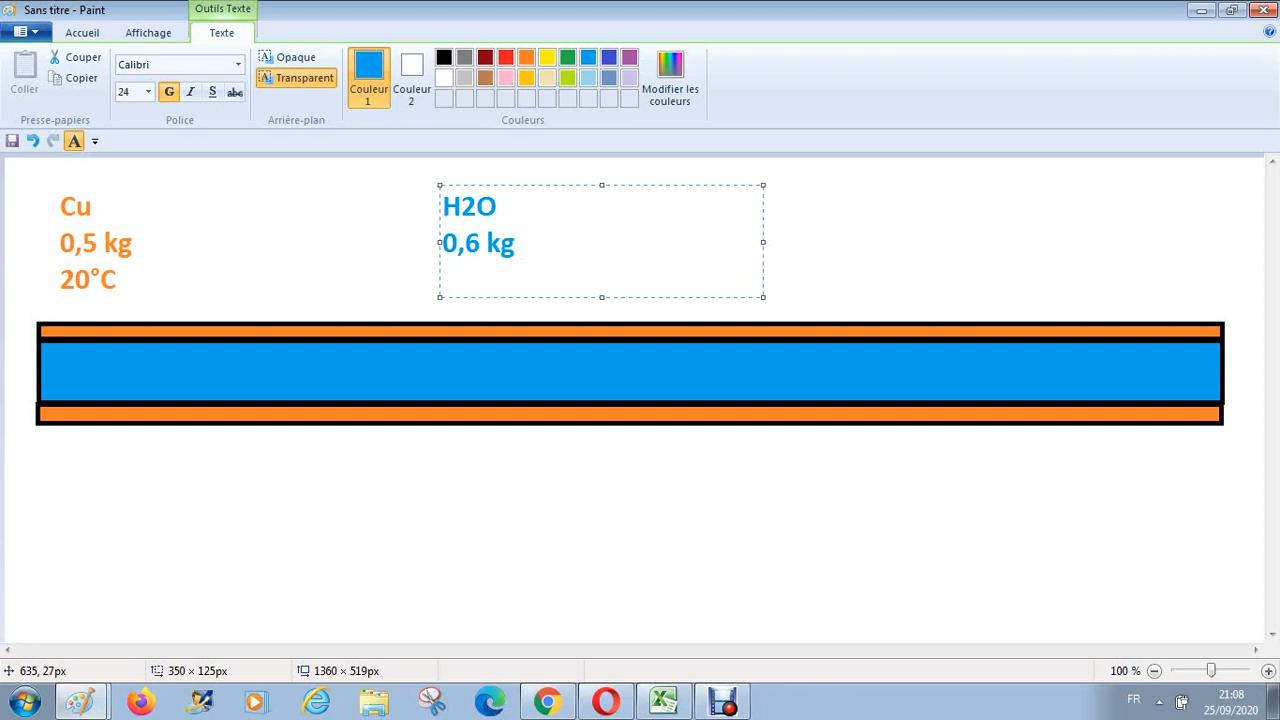 Sans titre - Paint
Outils Texte
Accueil
Affichage
Texte
Coller
Couper
Copier
Presse-papiers
Calibri
24
G I S abc
Police
Opaque
Transparent
Arrière-plan
Couleur 1
Couleur 2
Modifier les couleurs
Couleurs
A
Cu
0,5 kg
20°C
H2O
0,6 kg
635, 27px
350 × 125px
1360 × 519px
100 %
FR
21:08
25/09/2020